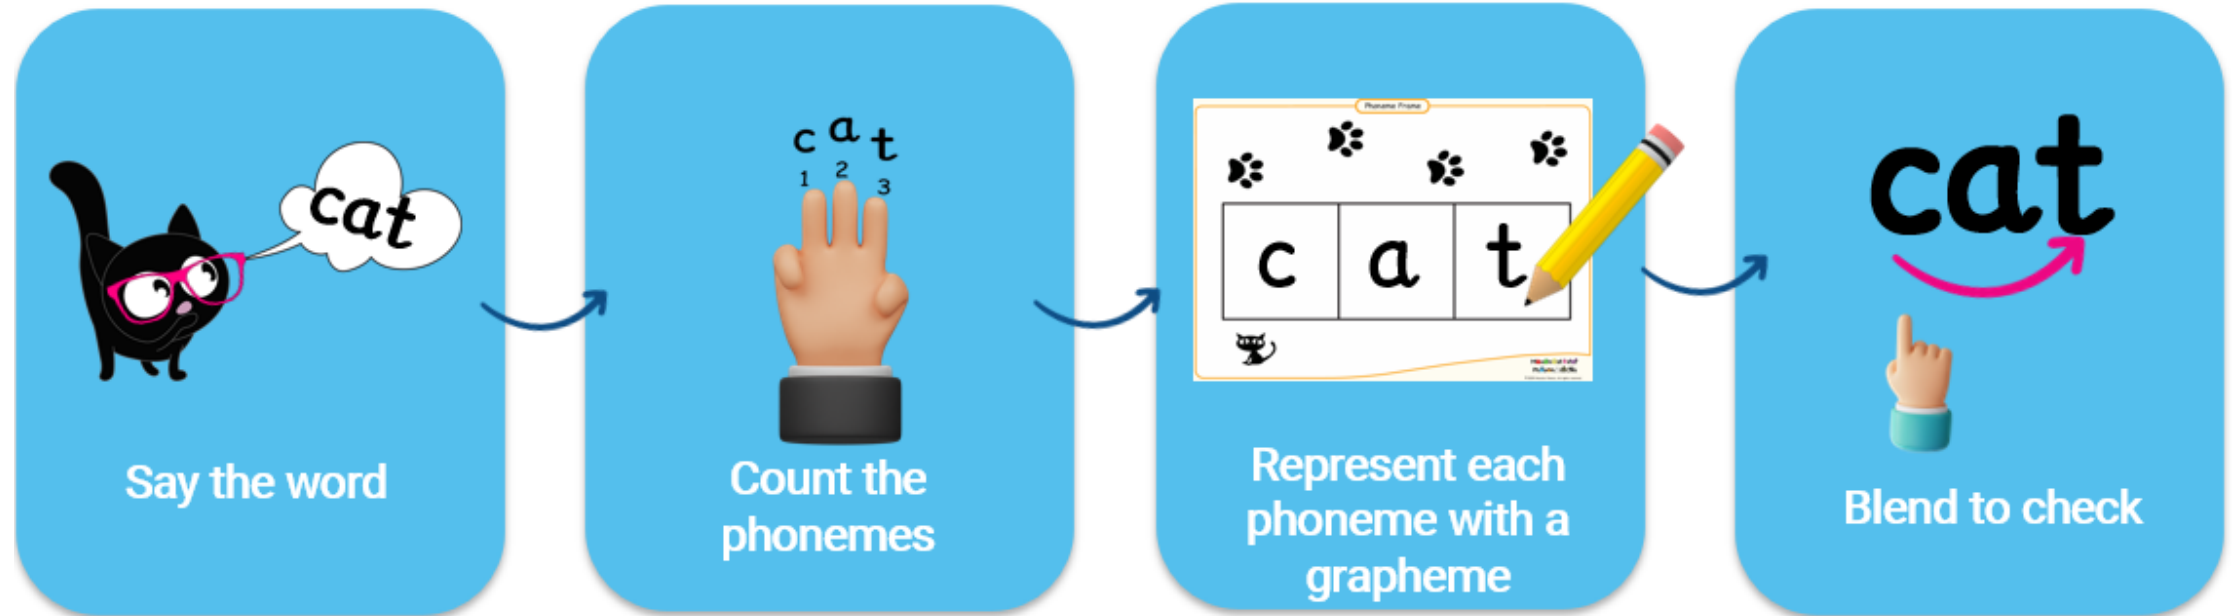 cat
Say the word
c a t
1 2 3
Count the
phonemes
Phoneme Frame
c a t
Represent each
phoneme with a
grapheme
cat
Blend to check